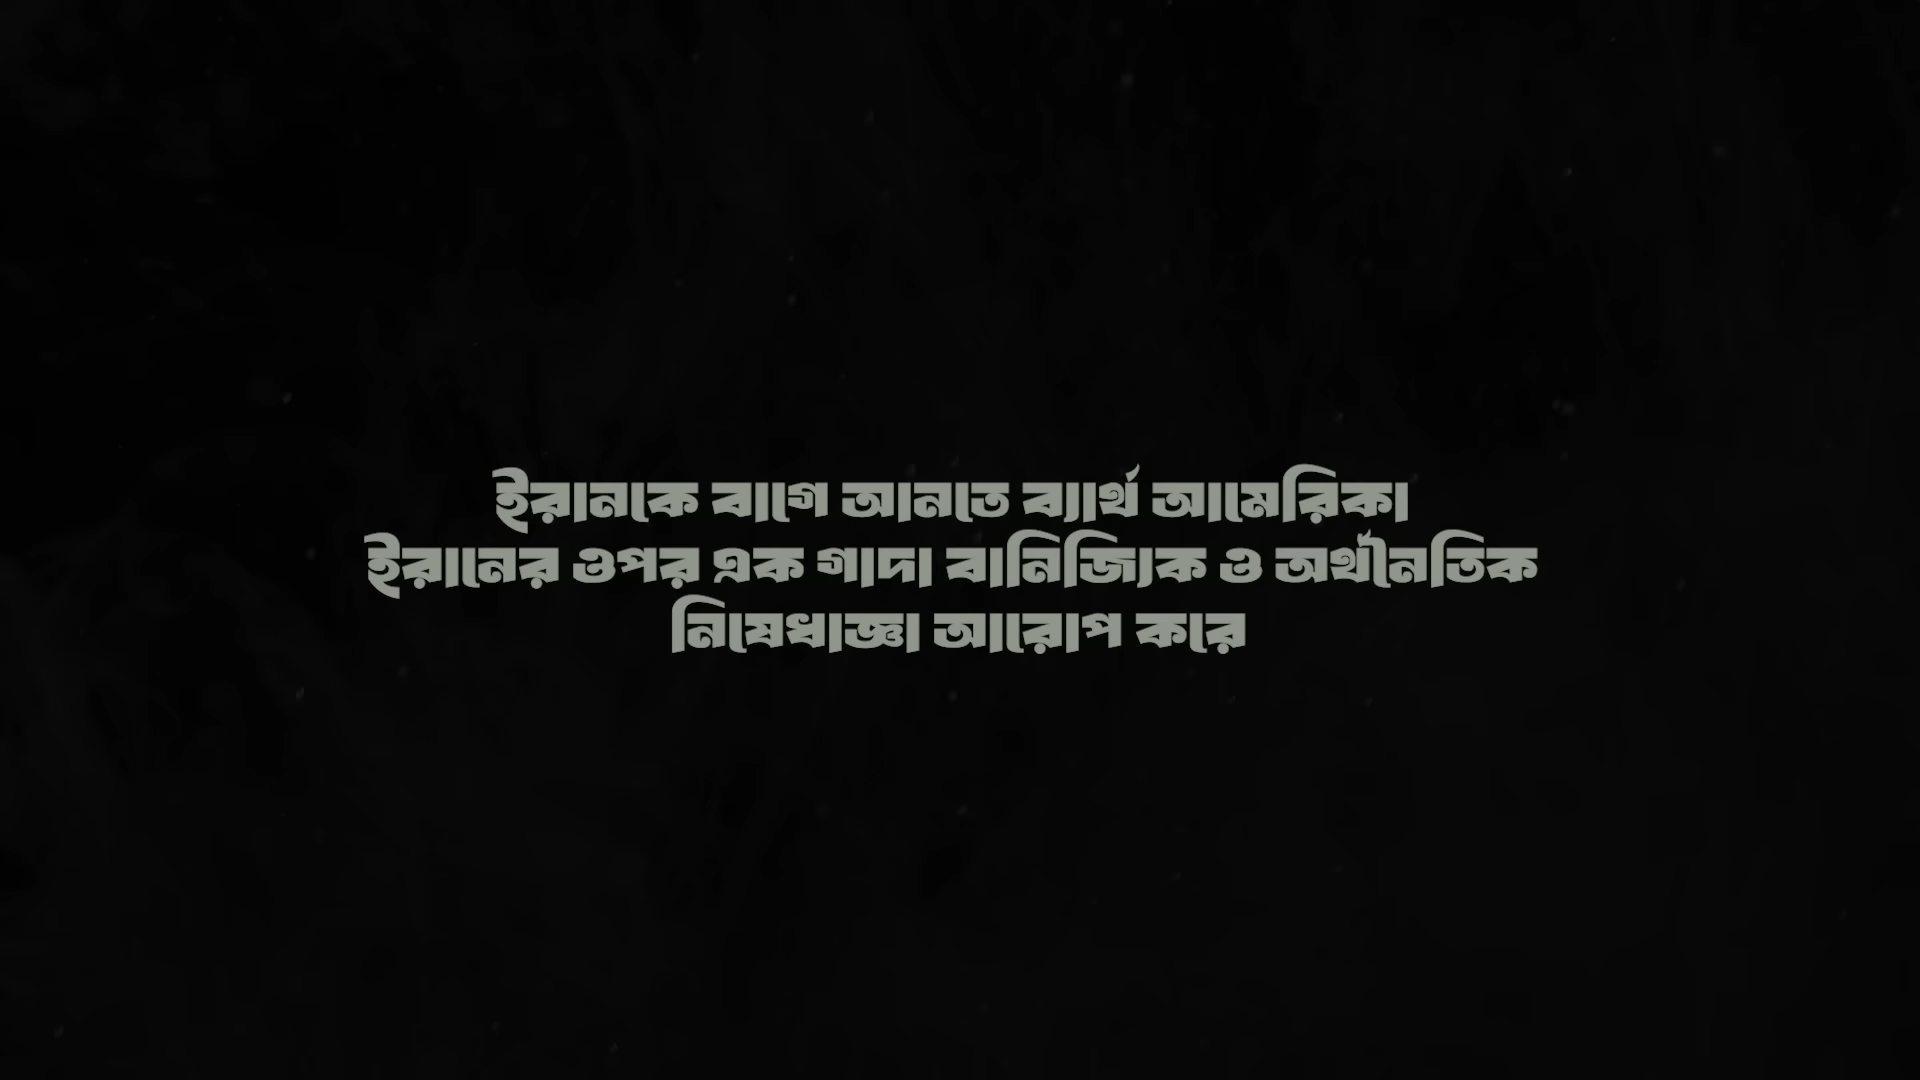 ইরানকে বাগে আনতে ব্যার্থ আমেরিকা
ইরানের ওপর এক গাদা বানিজ্যিক ও অর্থনৈতিক
নিষেধাজ্ঞা আরোপ করে